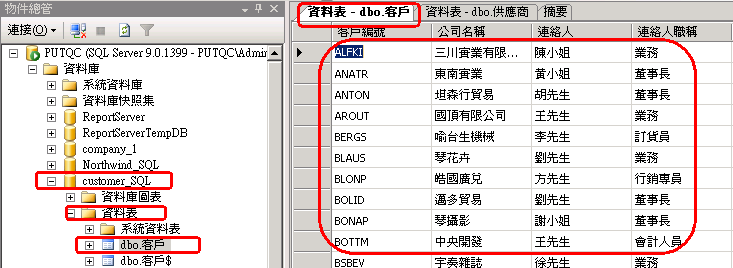 物件總管
連接(O)
PUTQC (SQL Server 9.0.1399 - PUTQC\Admir
資料庫
系統資料庫
資料庫快照集
ReportServer
ReportServerTempDB
company_1
Northwind_SQL
customer_SQL
資料庫圖表
資料表
系統資料表
dbo.客戶
dbo.客戶$
資料表 - dbo.客戶 資料表 - dbo.供應商 摘要
客戶編號 公司名稱 連絡人 連絡人職稱
ALFKI 三川實業有限... 陳小姐 業務
ANATR 東南實業 黃小姐 董事長
ANTON 坦森行貿易 胡先生 董事長
AROUT 國頂有限公司 王先生 業務
BERGS 喻台生機械 李先生 訂貨員
BLAUS 琴花卉 劉先生 業務
BLONP 皓國廣兌 方先生 行銷專員
BOLID 邁多貿易 劉先生 董事長
BONAP 琴攝影 謝小姐 董事長
BOTTM 中央開發 王先生 會計人員
BSBEV 宇奏雜誌 徐先生 業務